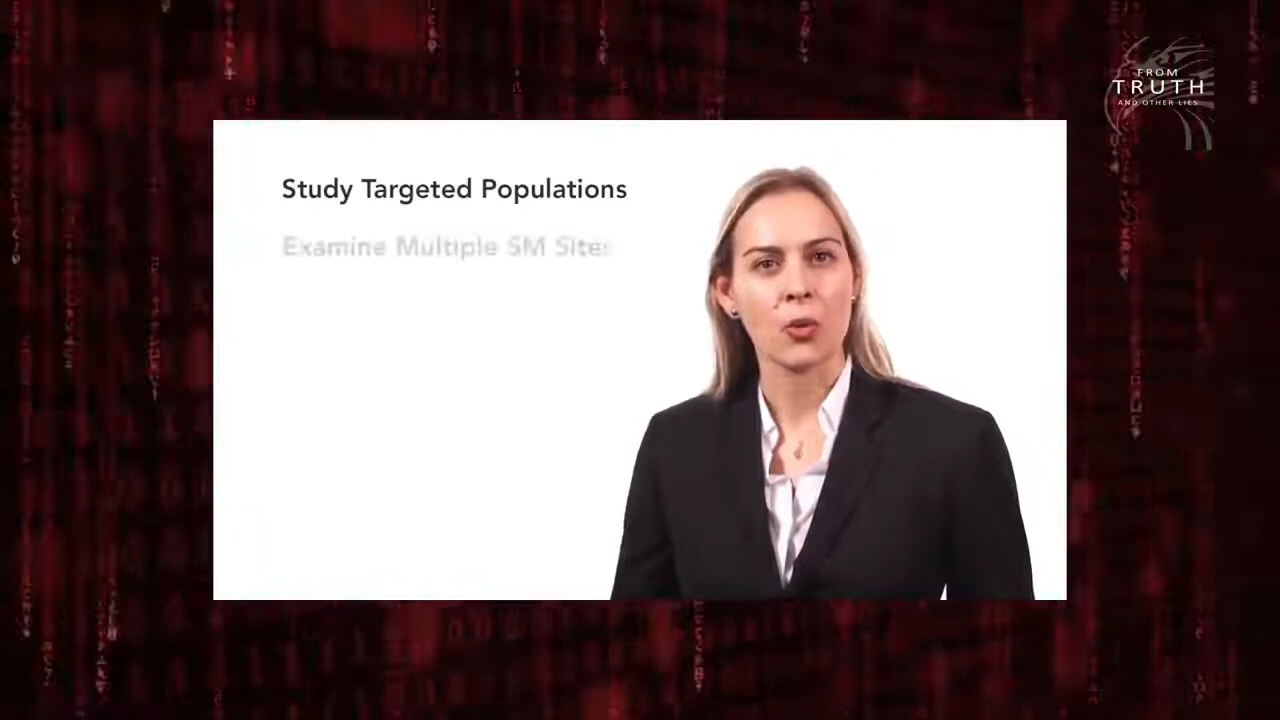 FROM
TRUTH
AND OTHER LIES
Study Targeted Populations
Examine Multiple SM Sites